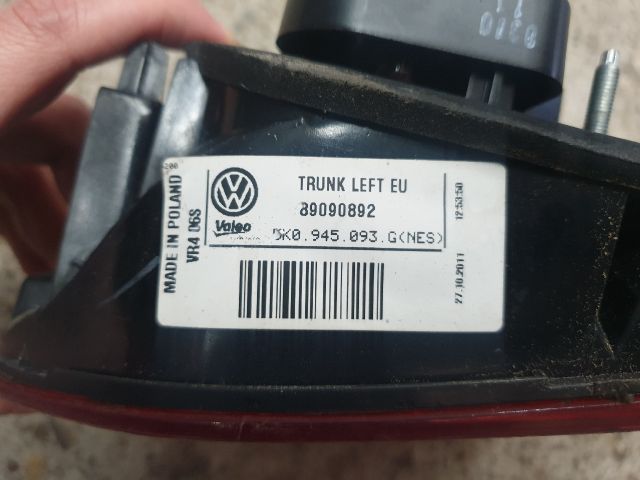 0200
TRUNK LEFT EU
89090892
Valeo
5K0.945.093.G(NES)
MADE IN POLAND
VR4 06S
12:53:50
27.10.2011